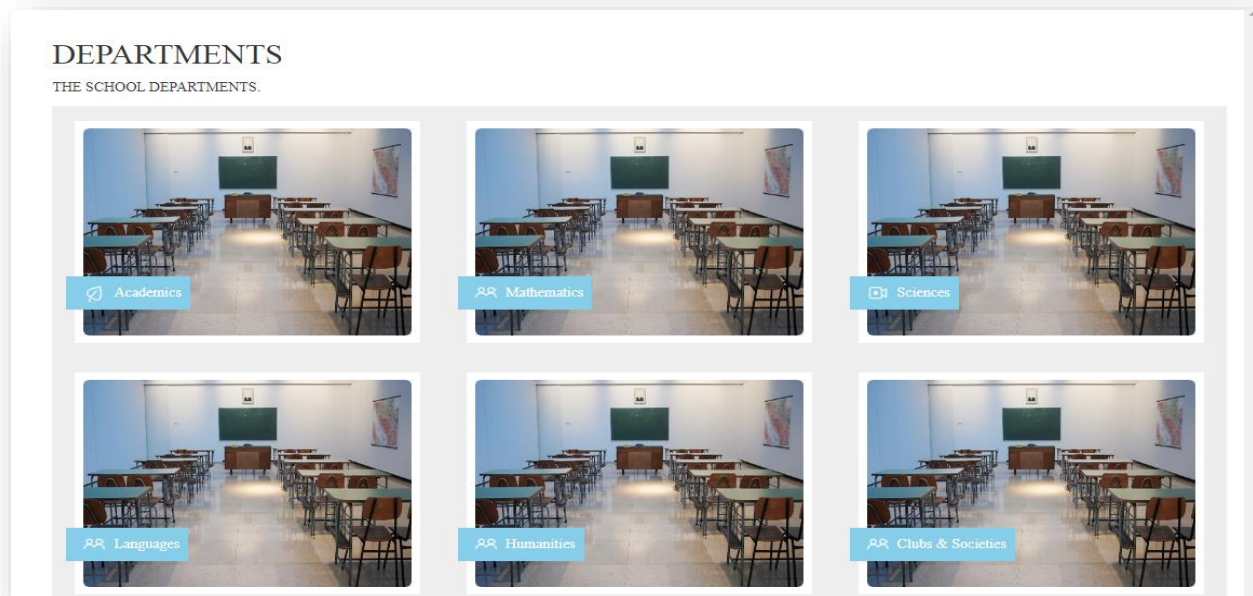 DEPARTMENTS
THE SCHOOL DEPARTMENTS.
Academics
Mathematics
Sciences
Languages
Humanities
Clubs & Societies